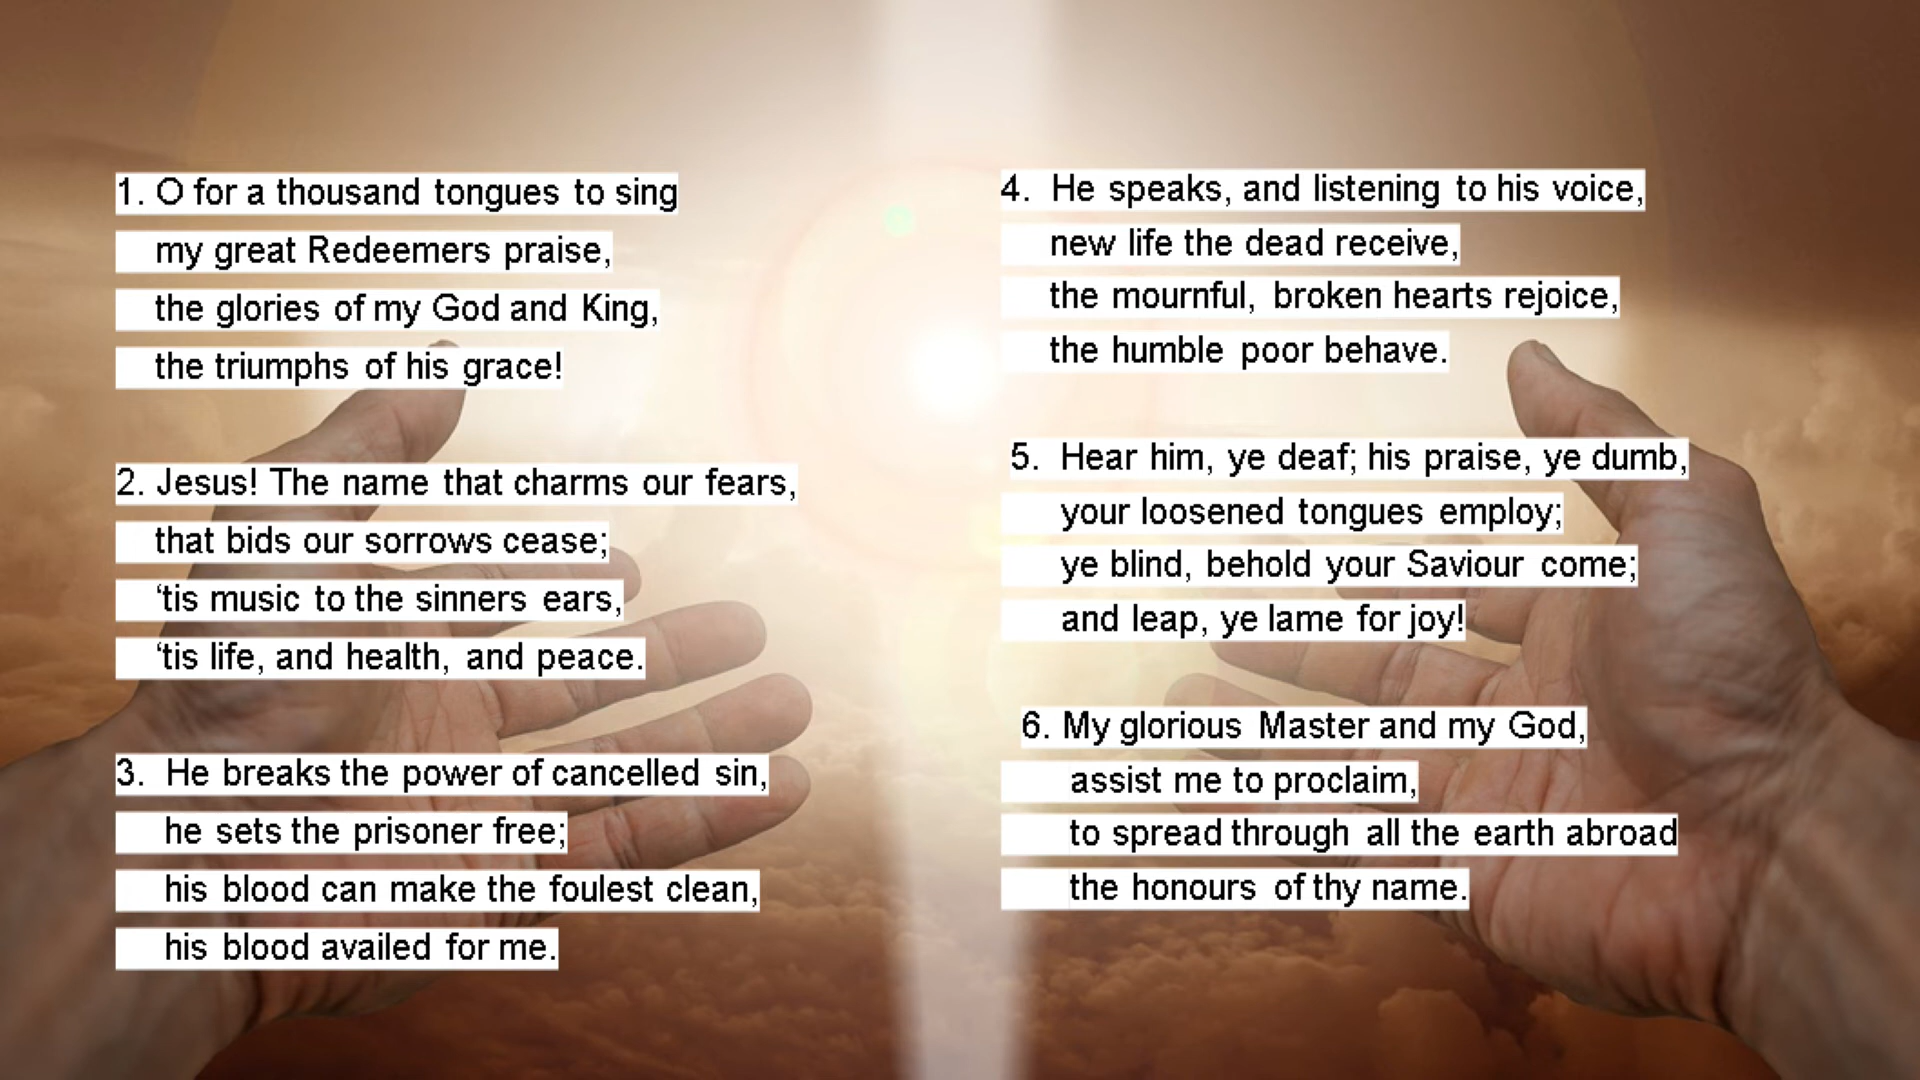 1. O for a thousand tongues to sing
my great Redeemers praise,
the glories of my God and King,
the triumphs of his grace!
2. Jesus! The name that charms our fears,
that bids our sorrows cease;
‘tis music to the sinners ears,
‘tis life, and health, and peace.
3. He breaks the power of cancelled sin,
he sets the prisoner free;
his blood can make the foulest clean,
his blood availed for me.
4. He speaks, and listening to his voice,
new life the dead receive,
the mournful, broken hearts rejoice,
the humble poor behave.
5. Hear him, ye deaf; his praise, ye dumb,
your loosened tongues employ;
ye blind, behold your Saviour come;
and leap, ye lame for joy!
6. My glorious Master and my God,
assist me to proclaim,
to spread through all the earth abroad
the honours of thy name.